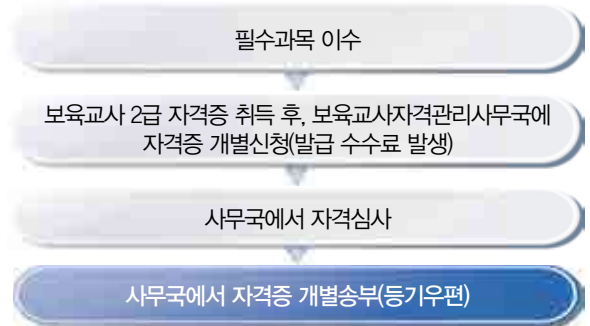 필수과목 이수
보육교사 2급 자격증 취득 후, 보육교사자격관리사무국에
자격증 개별신청(발급 수수료 발생)
사무국에서 자격심사
사무국에서 자격증 개별송부(등기우편)